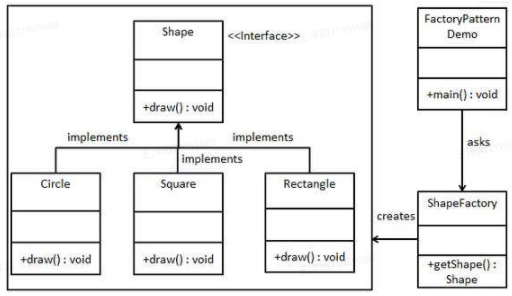 Shape
<<Interface>>
+draw() : void
implements
implements
implements
Circle
+draw() : void
Square
+draw() : void
Rectangle
+draw() : void
FactoryPattern
Demo
+main() : void
asks
ShapeFactory
creates
+getShape() :
Shape